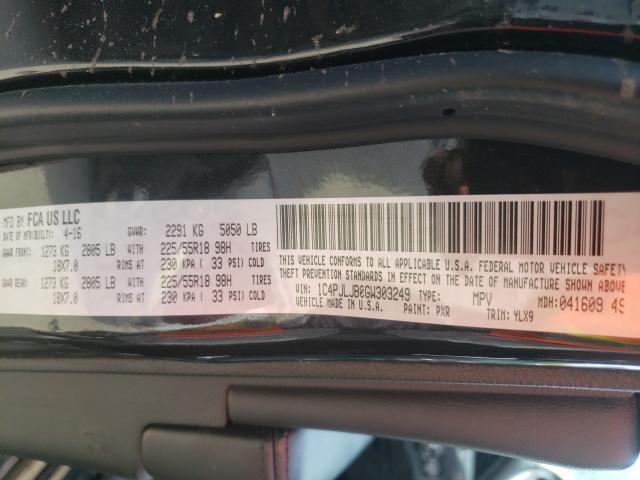 MFD BY FCA US LLC
DATE OF MFR(BUILT): 4-16 GVWR: 2291 KG 5050 LB
GAWR FRONT: 1273 KG 2805 LB WITH 225/55R18 98H TIRES
18X7.0 RIMS AT 230 KPA ( 33 PSI) COLD
GAWR REAR: 1273 KG 2805 LB WITH 225/55R18 98H TIRES
18X7.0 RIMS AT 230 KPA ( 33 PSI) COLD
THIS VEHICLE CONFORMS TO ALL APPLICABLE U.S.A. FEDERAL MOTOR VEHICLE SAFETY
THEFT PREVENTION STANDARDS IN EFFECT ON THE DATE OF MANUFACTURE SHOWN ABOVE
VIN: 1C4PJLJB0GW303249 TYPE: MPV MDH: 041609 49
VEHICLE MADE IN U.S.A. PAINT: PXR TRIM: YLX9